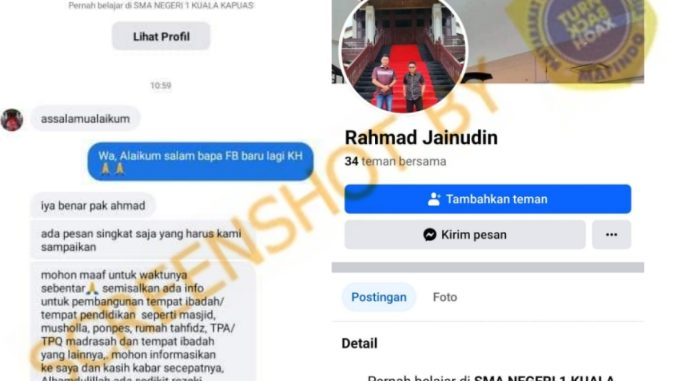 Pernah belajar di SMA NEGERI 1 KUALA KAPUAS
Lihat Profil
10:59
assalamualaikum
Wa, Alaikum salam bapa FB baru lagi KH
🙏 🙏
iya benar pak ahmad
ada pesan singkat saja yang harus kami
sampaikan
mohon maaf untuk waktunya
sebentar🙏 semisalkan ada info
untuk pembangunan tempat ibadah/
tempat pendidikan seperti masjid,
musholla, ponpes, rumah tahfidz, TPA/
TPQ madrasah dan tempat ibadah
yang lainnya,. mohon informasikan
ke saya dan kasih kabar secepatnya,
Alhamdulillah ada sedikit rezeki
TURN BACK HOAX
MAFINDO
Rahmad Jainudin
34 teman bersama
Tambahkan teman
Kirim pesan
Postingan Foto
Detail
Pernah belajar di SMA NEGERI 1 KUALA
SCREENSHOT BY